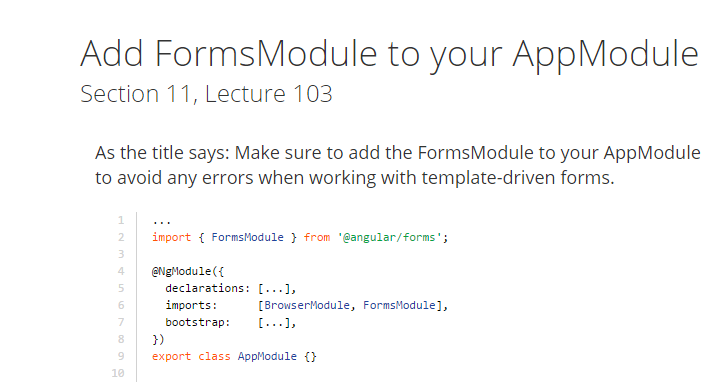 Add FormsModule to your AppModule
Section 11, Lecture 103
As the title says: Make sure to add the FormsModule to your AppModule
to avoid any errors when working with template-driven forms.
1 ...
2 import { FormsModule } from '@angular/forms';
3
4 @NgModule({
5   declarations: [...],
6   imports:      [BrowserModule, FormsModule],
7   bootstrap:    [...],
8 })
9 export class AppModule {}
10